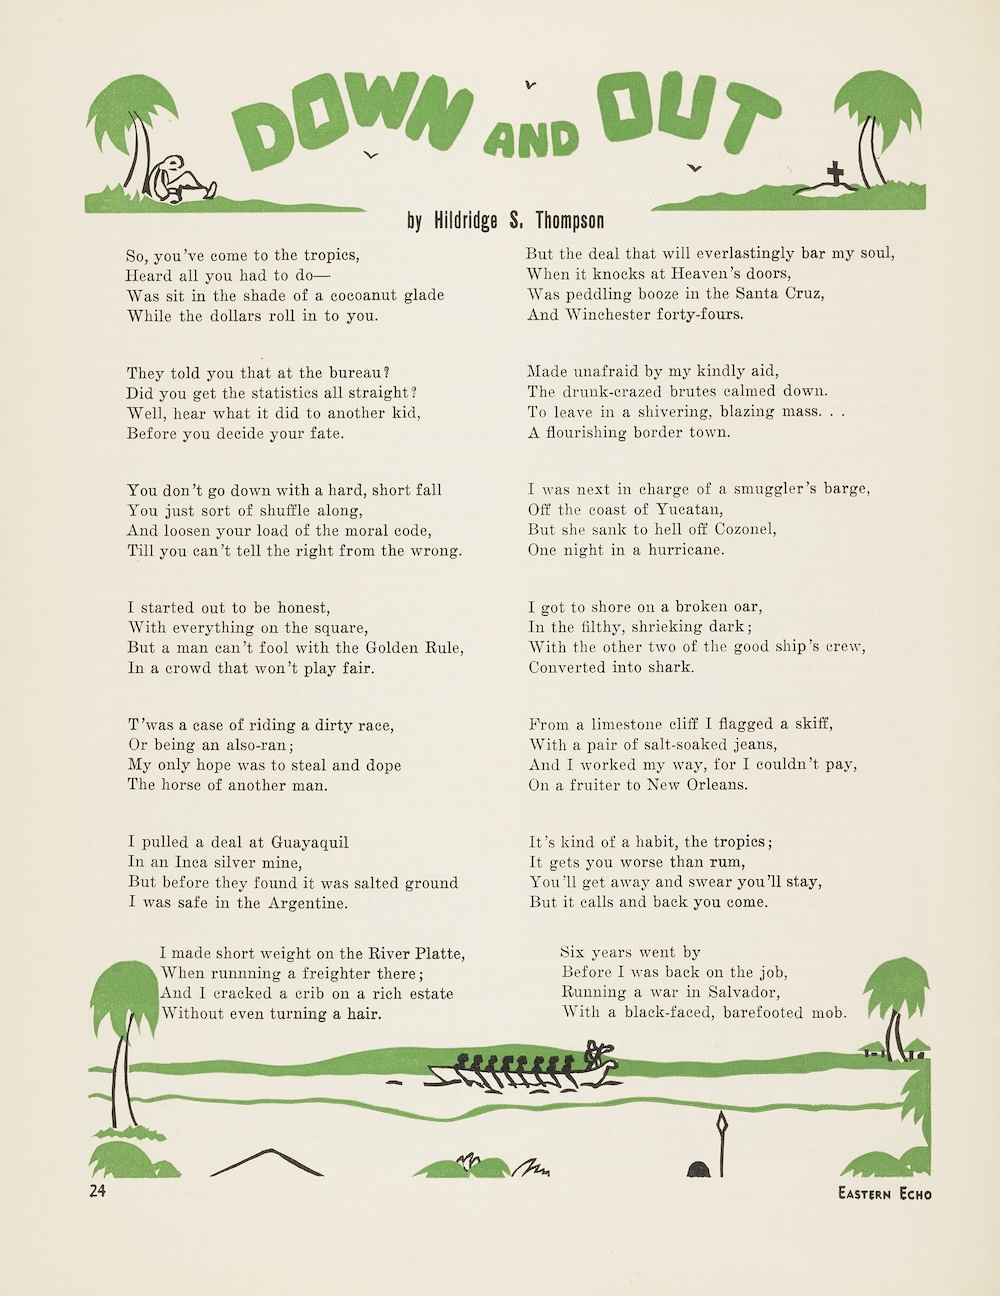 DOWN AND OUT
by Hildridge S. Thompson
So, you've come to the tropics,
Heard all you had to do—
Was sit in the shade of a cocoanut glade
While the dollars roll in to you.
They told you that at the bureau?
Did you get the statistics all straight?
Well, hear what it did to another kid,
Before you decide your fate.
You don't go down with a hard, short fall
You just sort of shuffle along,
And loosen your load of the moral code,
Till you can't tell the right from the wrong.
I started out to be honest,
With everything on the square,
But a man can't fool with the Golden Rule,
In a crowd that won't play fair.
T'was a case of riding a dirty race,
Or being an also-ran;
My only hope was to steal and dope
The horse of another man.
I pulled a deal at Guayaquil
In an Inca silver mine,
But before they found it was salted ground
I was safe in the Argentine.
I made short weight on the River Platte,
When runnning a freighter there;
And I cracked a crib on a rich estate
Without even turning a hair.
But the deal that will everlastingly bar my soul,
When it knocks at Heaven's doors,
Was peddling booze in the Santa Cruz,
And Winchester forty-fours.
Made unafraid by my kindly aid,
The drunk-crazed brutes calmed down.
To leave in a shivering, blazing mass. . .
A flourishing border town.
I was next in charge of a smuggler's barge,
Off the coast of Yucatan,
But she sank to hell off Cozonel,
One night in a hurricane.
I got to shore on a broken oar,
In the filthy, shrieking dark;
With the other two of the good ship's crew,
Converted into shark.
From a limestone cliff I flagged a skiff,
With a pair of salt-soaked jeans,
And I worked my way, for I couldn't pay,
On a fruiter to New Orleans.
It's kind of a habit, the tropics;
It gets you worse than rum,
You'll get away and swear you'll stay,
But it calls and back you come.
Six years went by
Before I was back on the job,
Running a war in Salvador,
With a black-faced, barefooted mob.
24
EASTERN ECHO